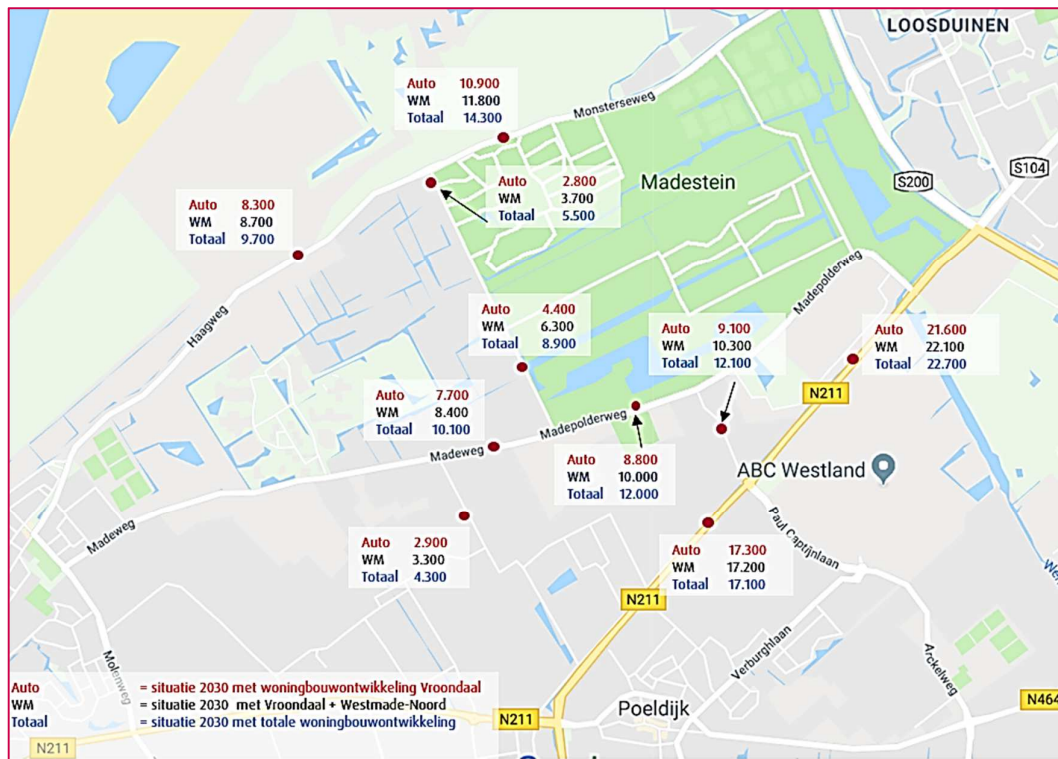 LOOSDUINEN
Auto 10.900
WM 11.800
Totaal 14.300
Monsterseweg
S104
S200
Auto 2.800
WM 3.700
Totaal 5.500
Madestein
Auto 8.300
WM 8.700
Totaal 9.700
Haagweg
Madepolderweg
Auto 4.400
WM 6.300
Totaal 8.900
Auto 9.100
WM 10.300
Totaal 12.100
Auto 21.600
WM 22.100
Totaal 22.700
N211
Auto 7.700
WM 8.400
Totaal 10.100
Madepolderweg
Madeweg
Auto 8.800
WM 10.000
Totaal 12.000
ABC Westland
Madeweg
Auto 2.900
WM 3.300
Totaal 4.300
Paul Captijnlaan
Auto 17.300
WM 17.200
Totaal 17.100
N211
Verburghlaan
Arckelweg
Molenweg
Auto = situatie 2030 met woningbouwontwikkeling Vroondaal
WM = situatie 2030 met Vroondaal + Westmade-Noord
Totaal = situatie 2030 met totale woningbouwontwikkeling
Poeldijk
N211
N464
N211